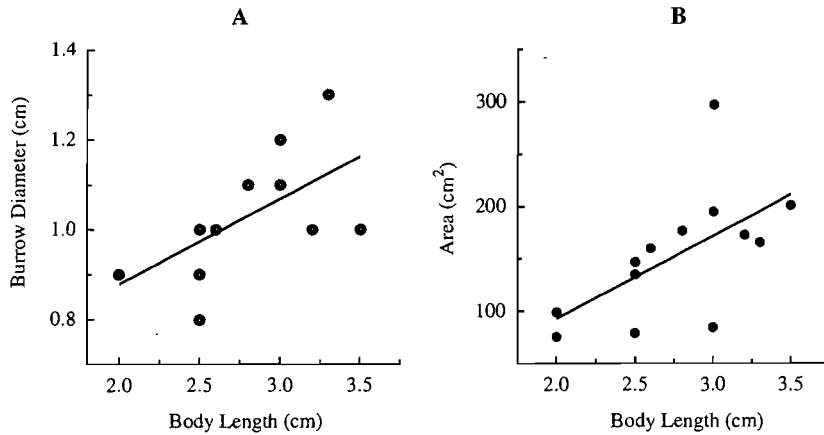 A
B
Burrow Diameter (cm)
1.4
1.2
1.0
0.8
2.0 2.5 3.0 3.5
Body Length (cm)
Area (cm²)
300
200
100
2.0 2.5 3.0 3.5
Body Length (cm)